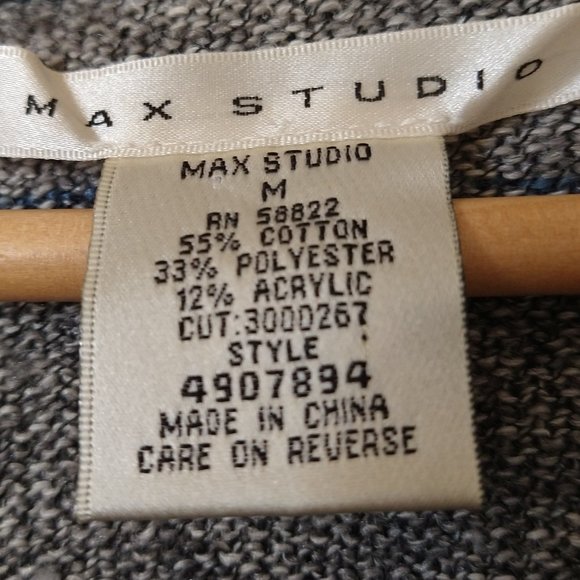 MAX STUDIO
MAX STUDIO
M
RN 58822
55% COTTON
33% POLYESTER
12% ACRYLIC
CUT:3000267
STYLE
4907894
MADE IN CHINA
CARE ON REVERSE